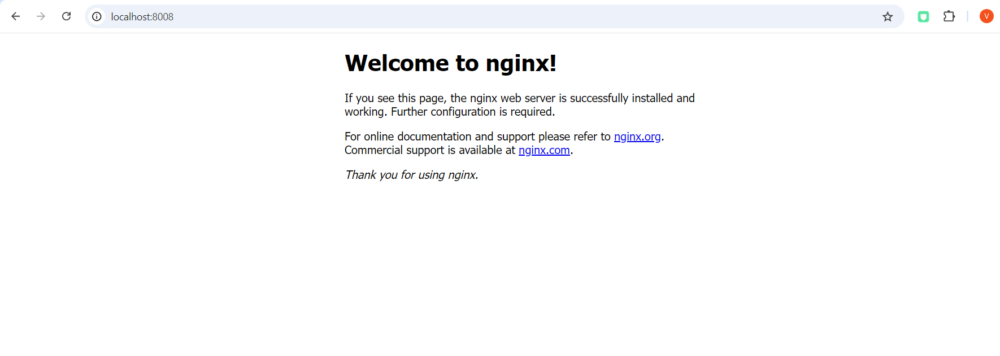 localhost:8008
V
Welcome to nginx!
If you see this page, the nginx web server is successfully installed and
working. Further configuration is required.
For online documentation and support please refer to nginx.org.
Commercial support is available at nginx.com.
Thank you for using nginx.